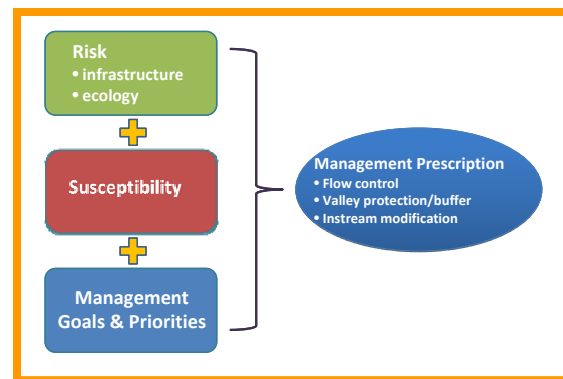 Risk
• infrastructure
• ecology
Susceptibility
Management
Goals & Priorities
Management Prescription
• Flow control
• Valley protection/buffer
• Instream modification